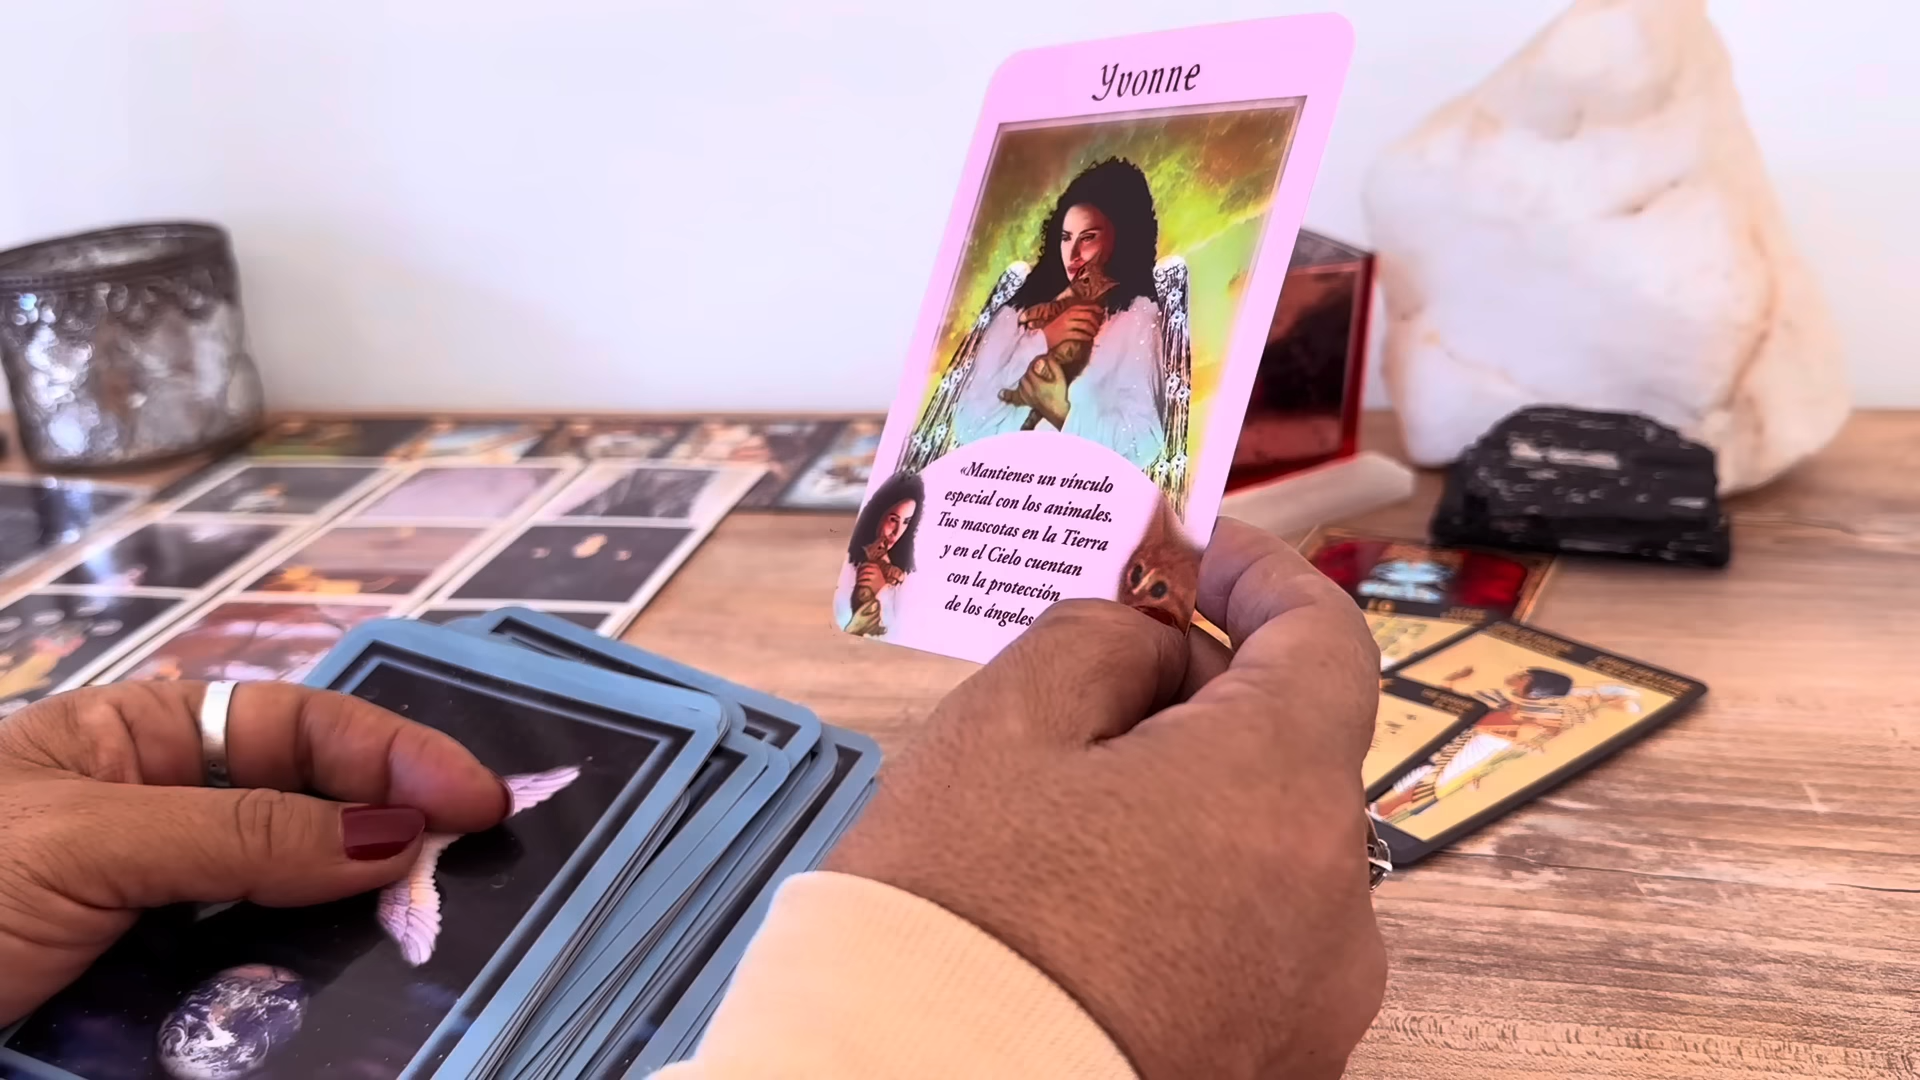 Yvonne
«Mantienes un vínculo
especial con los animales.
Tus mascotas en la Tierra
y en el Cielo cuentan
con la protección
de los ángeles